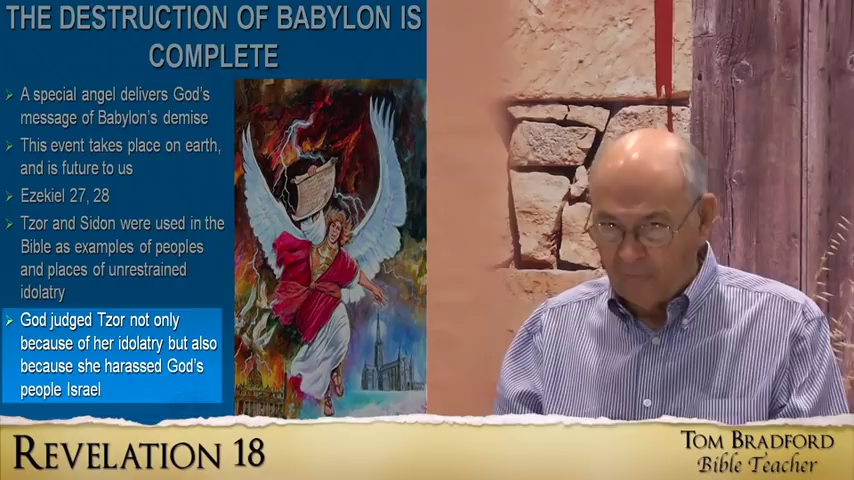 THE DESTRUCTION OF BABYLON IS
COMPLETE
➢ A special angel delivers God's
message of Babylon's demise
➢ This event takes place on earth,
and is future to us
➢ Ezekiel 27, 28
➢ Tzor and Sidon were used in the
Bible as examples of peoples
and places of unrestrained
idolatry
➢ God judged Tzor not only
because of her idolatry but also
because she harassed God's
people Israel
REVELATION 18
TOM BRADFORD
Bible Teacher